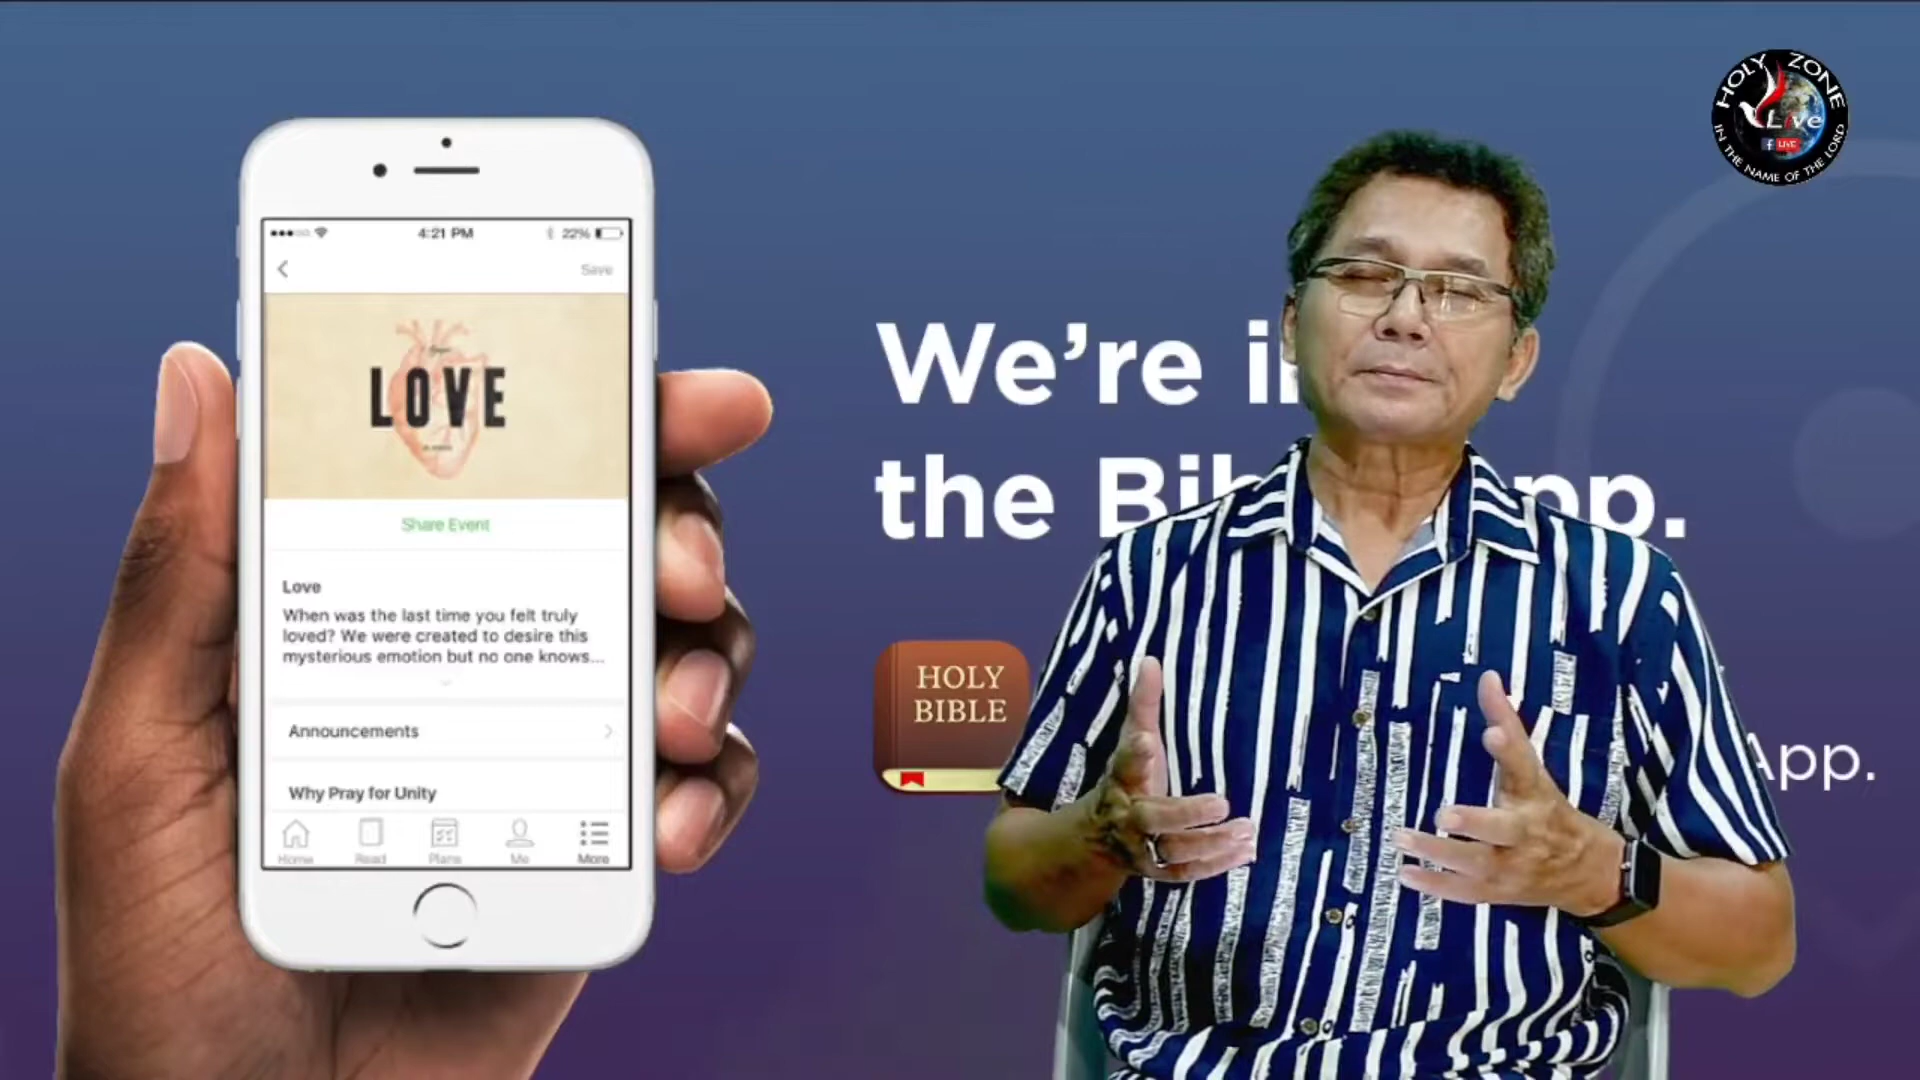 HOLY ZONE
Live
f LIVE
IN THE NAME OF THE LORD
4:21 PM
22%
Save
LOVE
Share Event
Love
When was the last time you felt truly
loved? We were created to desire this
mysterious emotion but no one knows...
Announcements
Why Pray for Unity
Home
Read
Plans
Me
More
We’re i
the Bib pp.
HOLY
BIBLE
App.